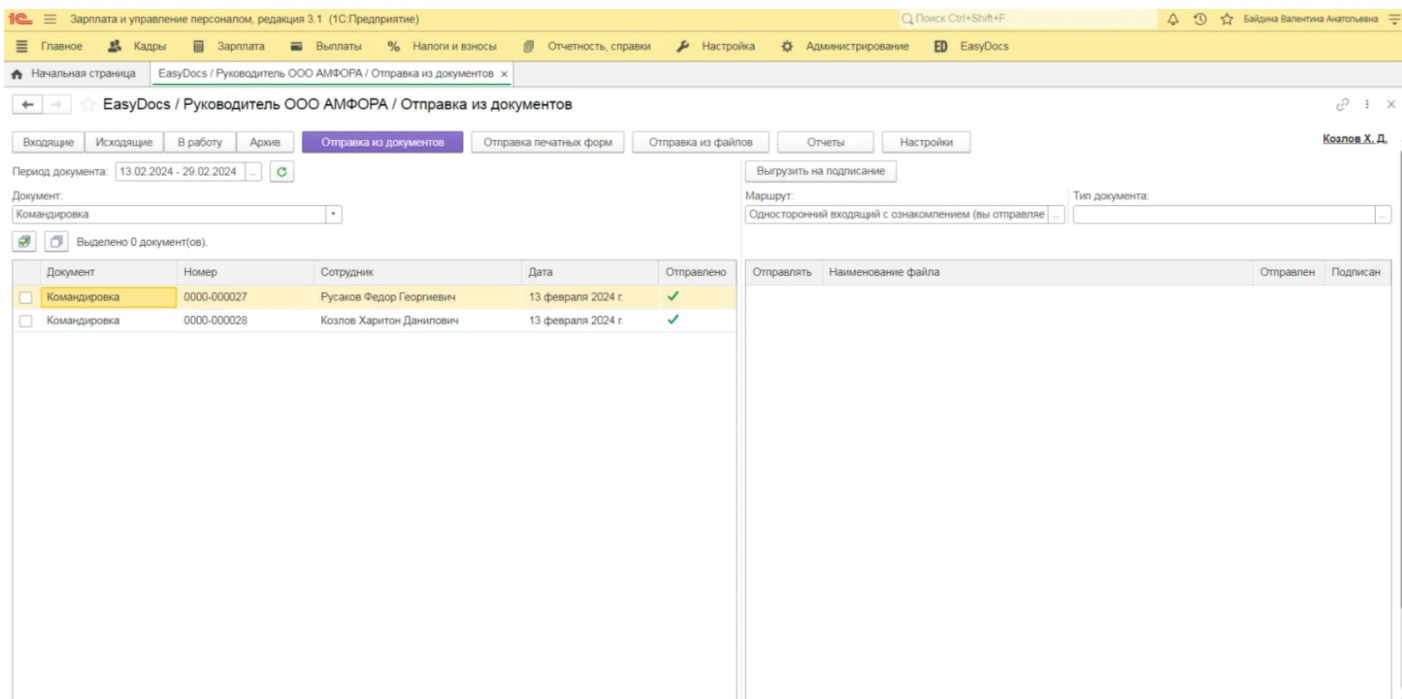 1С Зарплата и управление персоналом, редакция 3.1 (1С:Предприятие) Поиск Ctrl+Shift+F Байдина Валентина Анатольевна
Главное Кадры Зарплата Выплаты % Налоги и взносы Отчетность, справки Настройка Администрирование ED EasyDocs
Начальная страница EasyDocs / Руководитель ООО АМФОРА / Отправка из документов ×
EasyDocs / Руководитель ООО АМФОРА / Отправка из документов
Входящие Исходящие В работу Архив Отправка из документов Отправка печатных форм Отправка из файлов Отчеты Настройки Козлов Х. Д.
Период документа: 13.02.2024 - 29.02.2024 ... Выгрузить на подписание
Документ: Маршрут: Тип документа:
Командировка Односторонний входящий с ознакомлением (вы отправляе ... ...
Выделено 0 документ(ов).
Документ Номер Сотрудник Дата Отправлено Отправлять Наименование файла Отправлен Подписан
Командировка 0000-000027 Русаков Федор Георгиевич 13 февраля 2024 г.
Командировка 0000-000028 Козлов Харитон Данилович 13 февраля 2024 г.